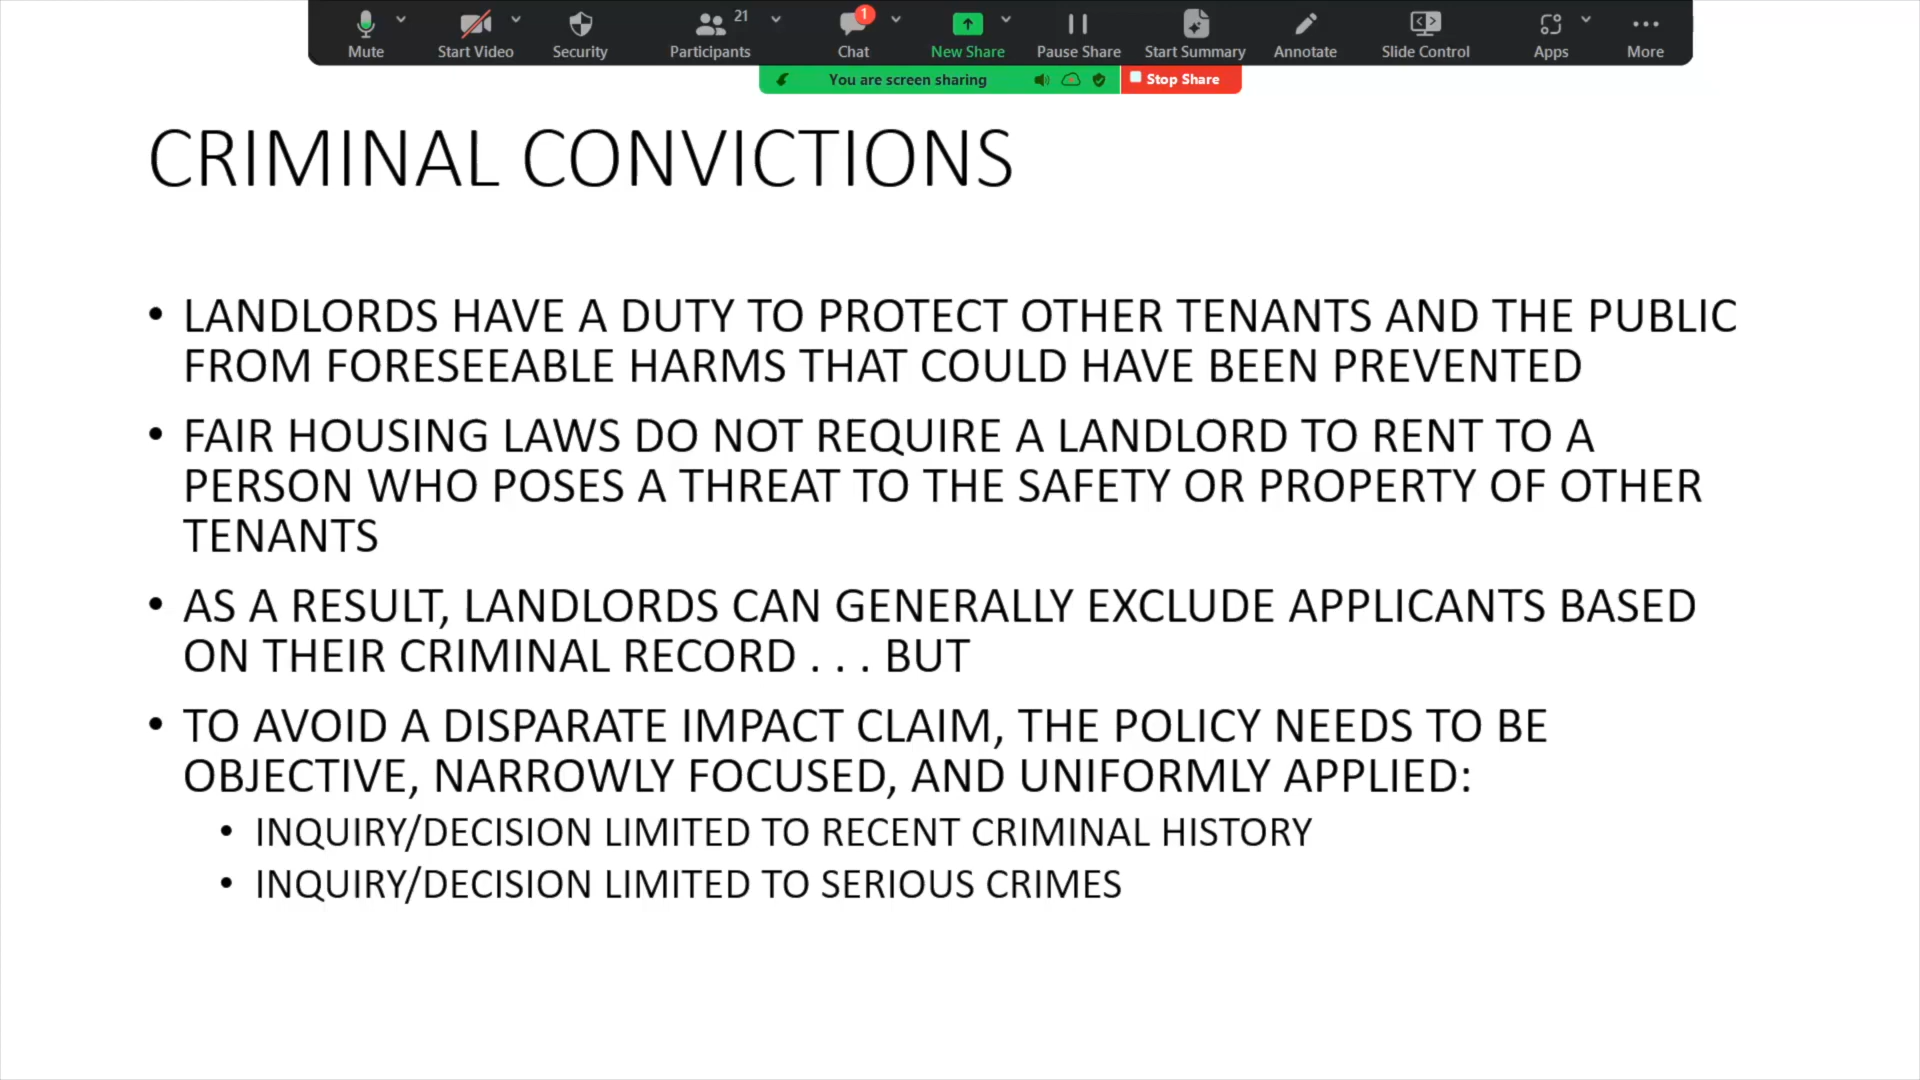 Mute
Start Video
Security
Participants
21
Chat
1
New Share
Pause Share
Start Summary
Annotate
Slide Control
Apps
More
You are screen sharing
Stop Share
CRIMINAL CONVICTIONS
• LANDLORDS HAVE A DUTY TO PROTECT OTHER TENANTS AND THE PUBLIC
FROM FORESEEABLE HARMS THAT COULD HAVE BEEN PREVENTED
• FAIR HOUSING LAWS DO NOT REQUIRE A LANDLORD TO RENT TO A
PERSON WHO POSES A THREAT TO THE SAFETY OR PROPERTY OF OTHER
TENANTS
• AS A RESULT, LANDLORDS CAN GENERALLY EXCLUDE APPLICANTS BASED
ON THEIR CRIMINAL RECORD . . . BUT
• TO AVOID A DISPARATE IMPACT CLAIM, THE POLICY NEEDS TO BE
OBJECTIVE, NARROWLY FOCUSED, AND UNIFORMLY APPLIED:
• INQUIRY/DECISION LIMITED TO RECENT CRIMINAL HISTORY
• INQUIRY/DECISION LIMITED TO SERIOUS CRIMES